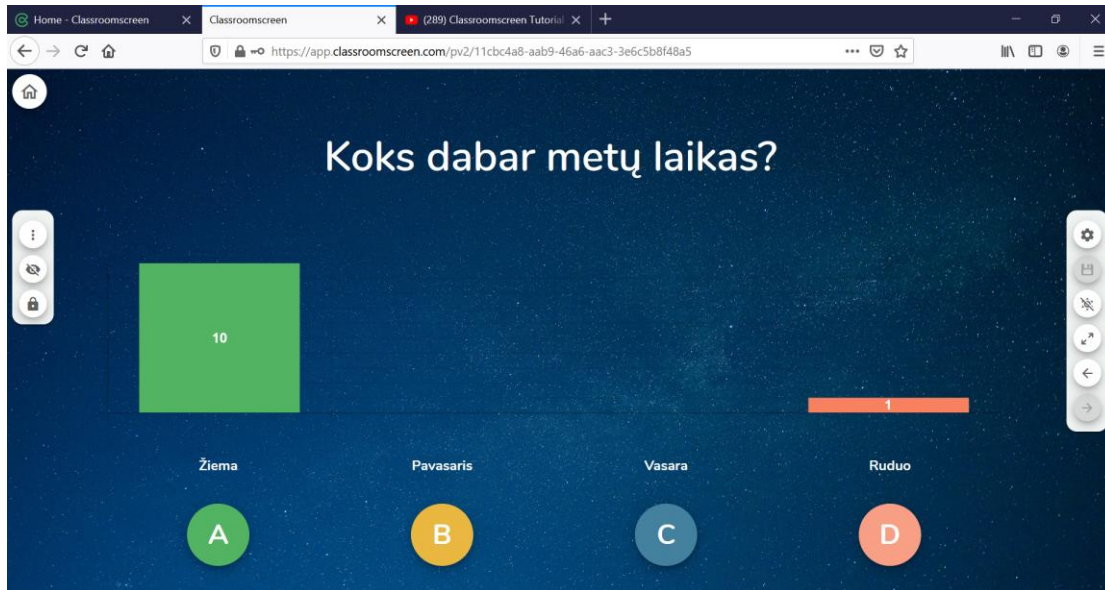 Home - Classroomscreen
Classroomscreen
(289) Classroomscreen Tutorial
https://app.classroomscreen.com/pv2/11cbc4a8-aab9-46a6-aac3-3e6c5b8f48a5
Koks dabar metų laikas?
10
1
Žiema
Pavasaris
Vasara
Ruduo
A
B
C
D